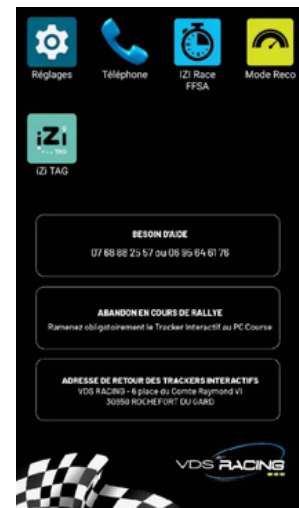 Réglages
Téléphone
IZI Race
FFSA
Mode Reco
iZi
TAG
iZi TAG
BESOIN D'AIDE
07 68 88 25 57 ou 06 95 64 61 76
ABANDON EN COURS DE RALLYE
Ramenez obligatoirement le Tracker Interactif au PC Course
ADRESSE DE RETOUR DES TRACKERS INTERACTIFS
VDS RACING - 6 place du Comte Raymond VI
30650 ROCHEFORT DU GARD
VDS RACING